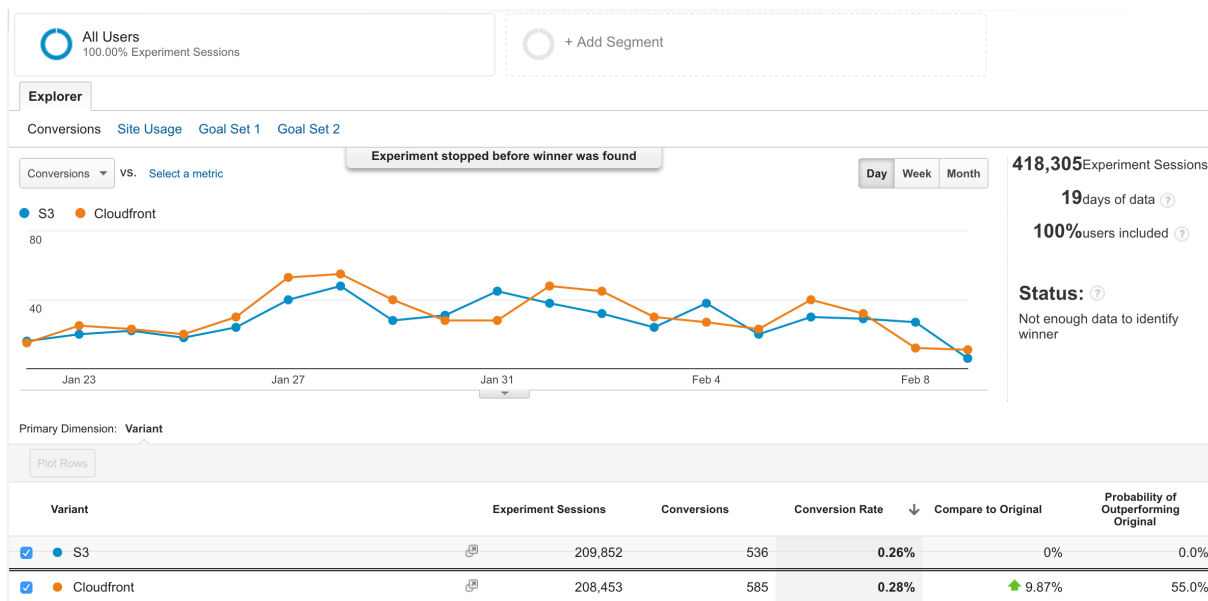 All Users
100.00% Experiment Sessions
+ Add Segment
Explorer
Conversions Site Usage Goal Set 1 Goal Set 2
Experiment stopped before winner was found
Conversions VS. Select a metric
Day Week Month
418,305 Experiment Sessions
19 days of data ?
100% users included ?
S3 Cloudfront
80
40
Status: ?
Not enough data to identify
winner
Jan 23 Jan 27 Jan 31 Feb 4 Feb 8
Primary Dimension: Variant
Plot Rows
Variant Experiment Sessions Conversions Conversion Rate Compare to Original Probability of
Outperforming
Original
S3 209,852 536 0.26% 0% 0.0%
Cloudfront 208,453 585 0.28% 9.87% 55.0%